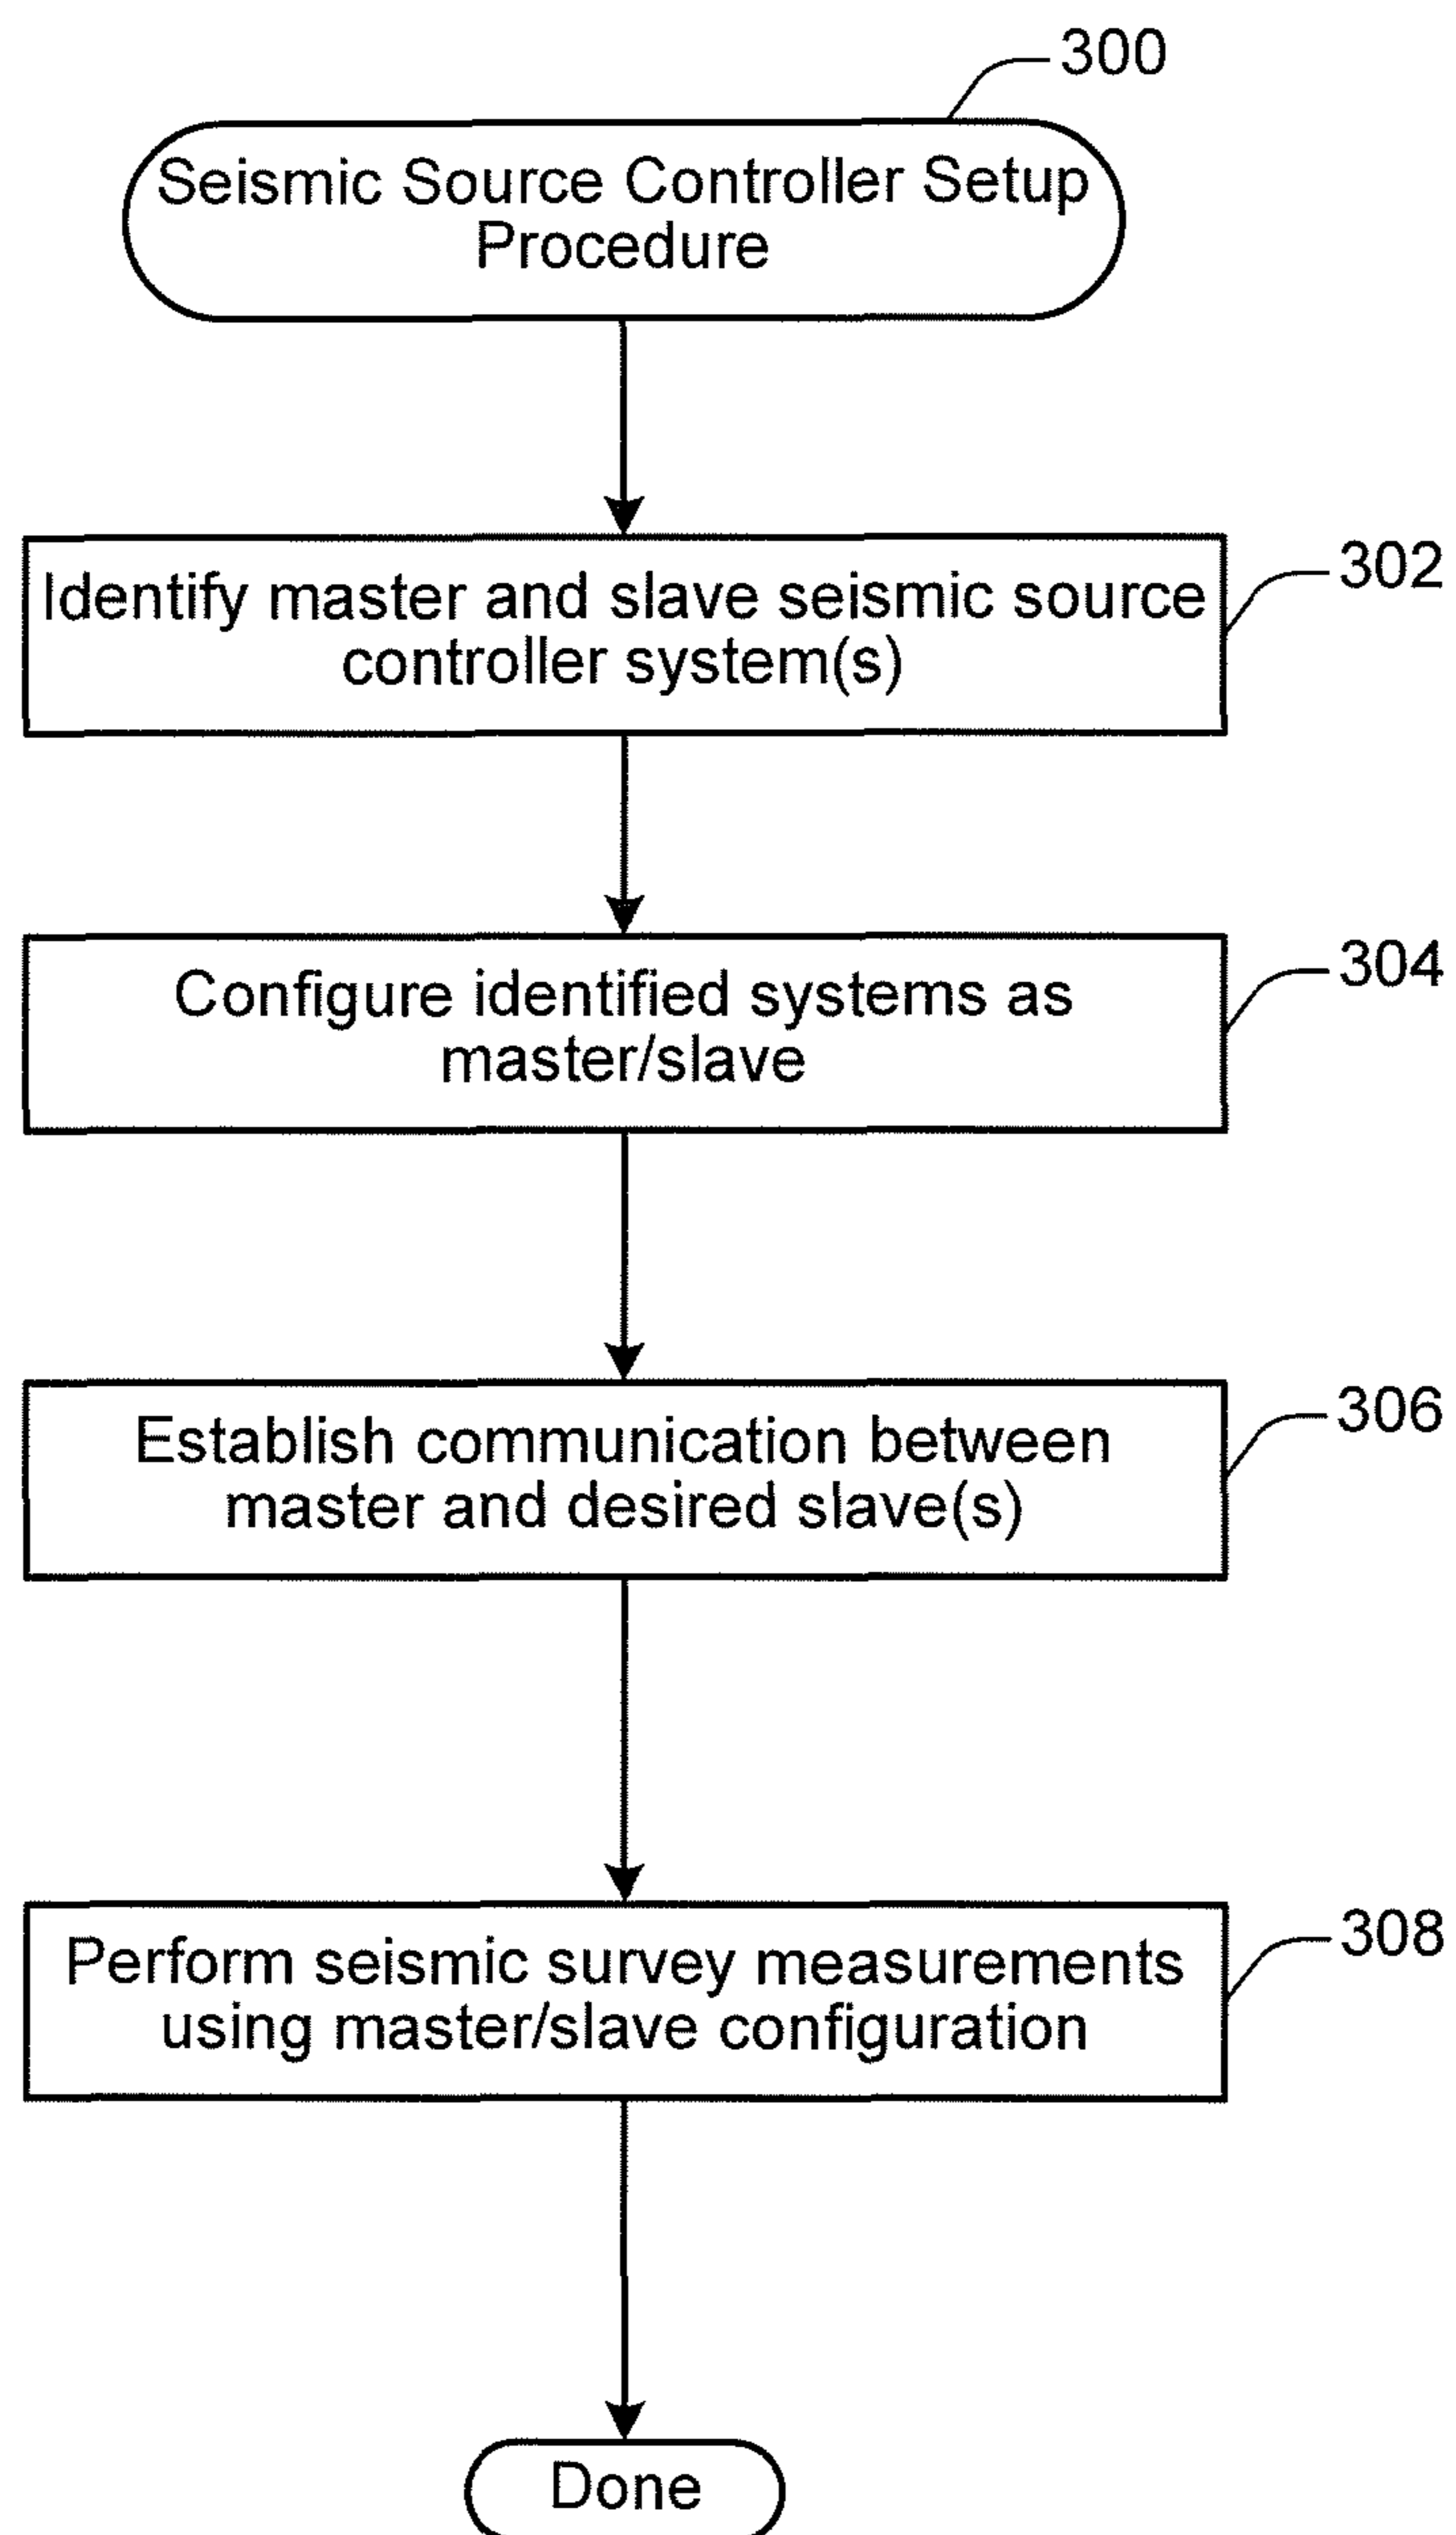 300
Seismic Source Controller Setup
Procedure
302
Identify master and slave seismic source
controller system(s)
304
Configure identified systems as
master/slave
306
Establish communication between
master and desired slave(s)
308
Perform seismic survey measurements
using master/slave configuration
Done